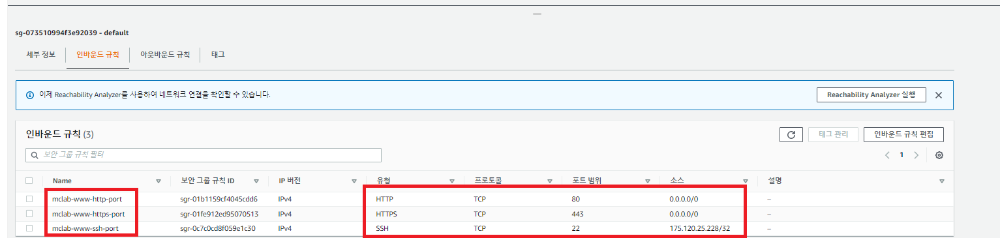 sg-073510994f3e92039 - default
세부 정보 인바운드 규칙 아웃바운드 규칙 태그
이제 Reachability Analyzer를 사용하여 네트워크 연결을 확인할 수 있습니다. Reachability Analyzer 실행
인바운드 규칙 (3) 태그 관리 인바운드 규칙 편집
보안 그룹 규칙 필터 1
Name 보안 그룹 규칙 ID IP 버전 유형 프로토콜 포트 범위 소스 설명
mclab-www-http-port sgr-01b1159cf4045cdd6 IPv4 HTTP TCP 80 0.0.0.0/0 –
mclab-www-https-port sgr-01fe912ed95070513 IPv4 HTTPS TCP 443 0.0.0.0/0 –
mclab-www-ssh-port sgr-0c7c0cd8f059e1c30 IPv4 SSH TCP 22 175.120.25.228/32 –